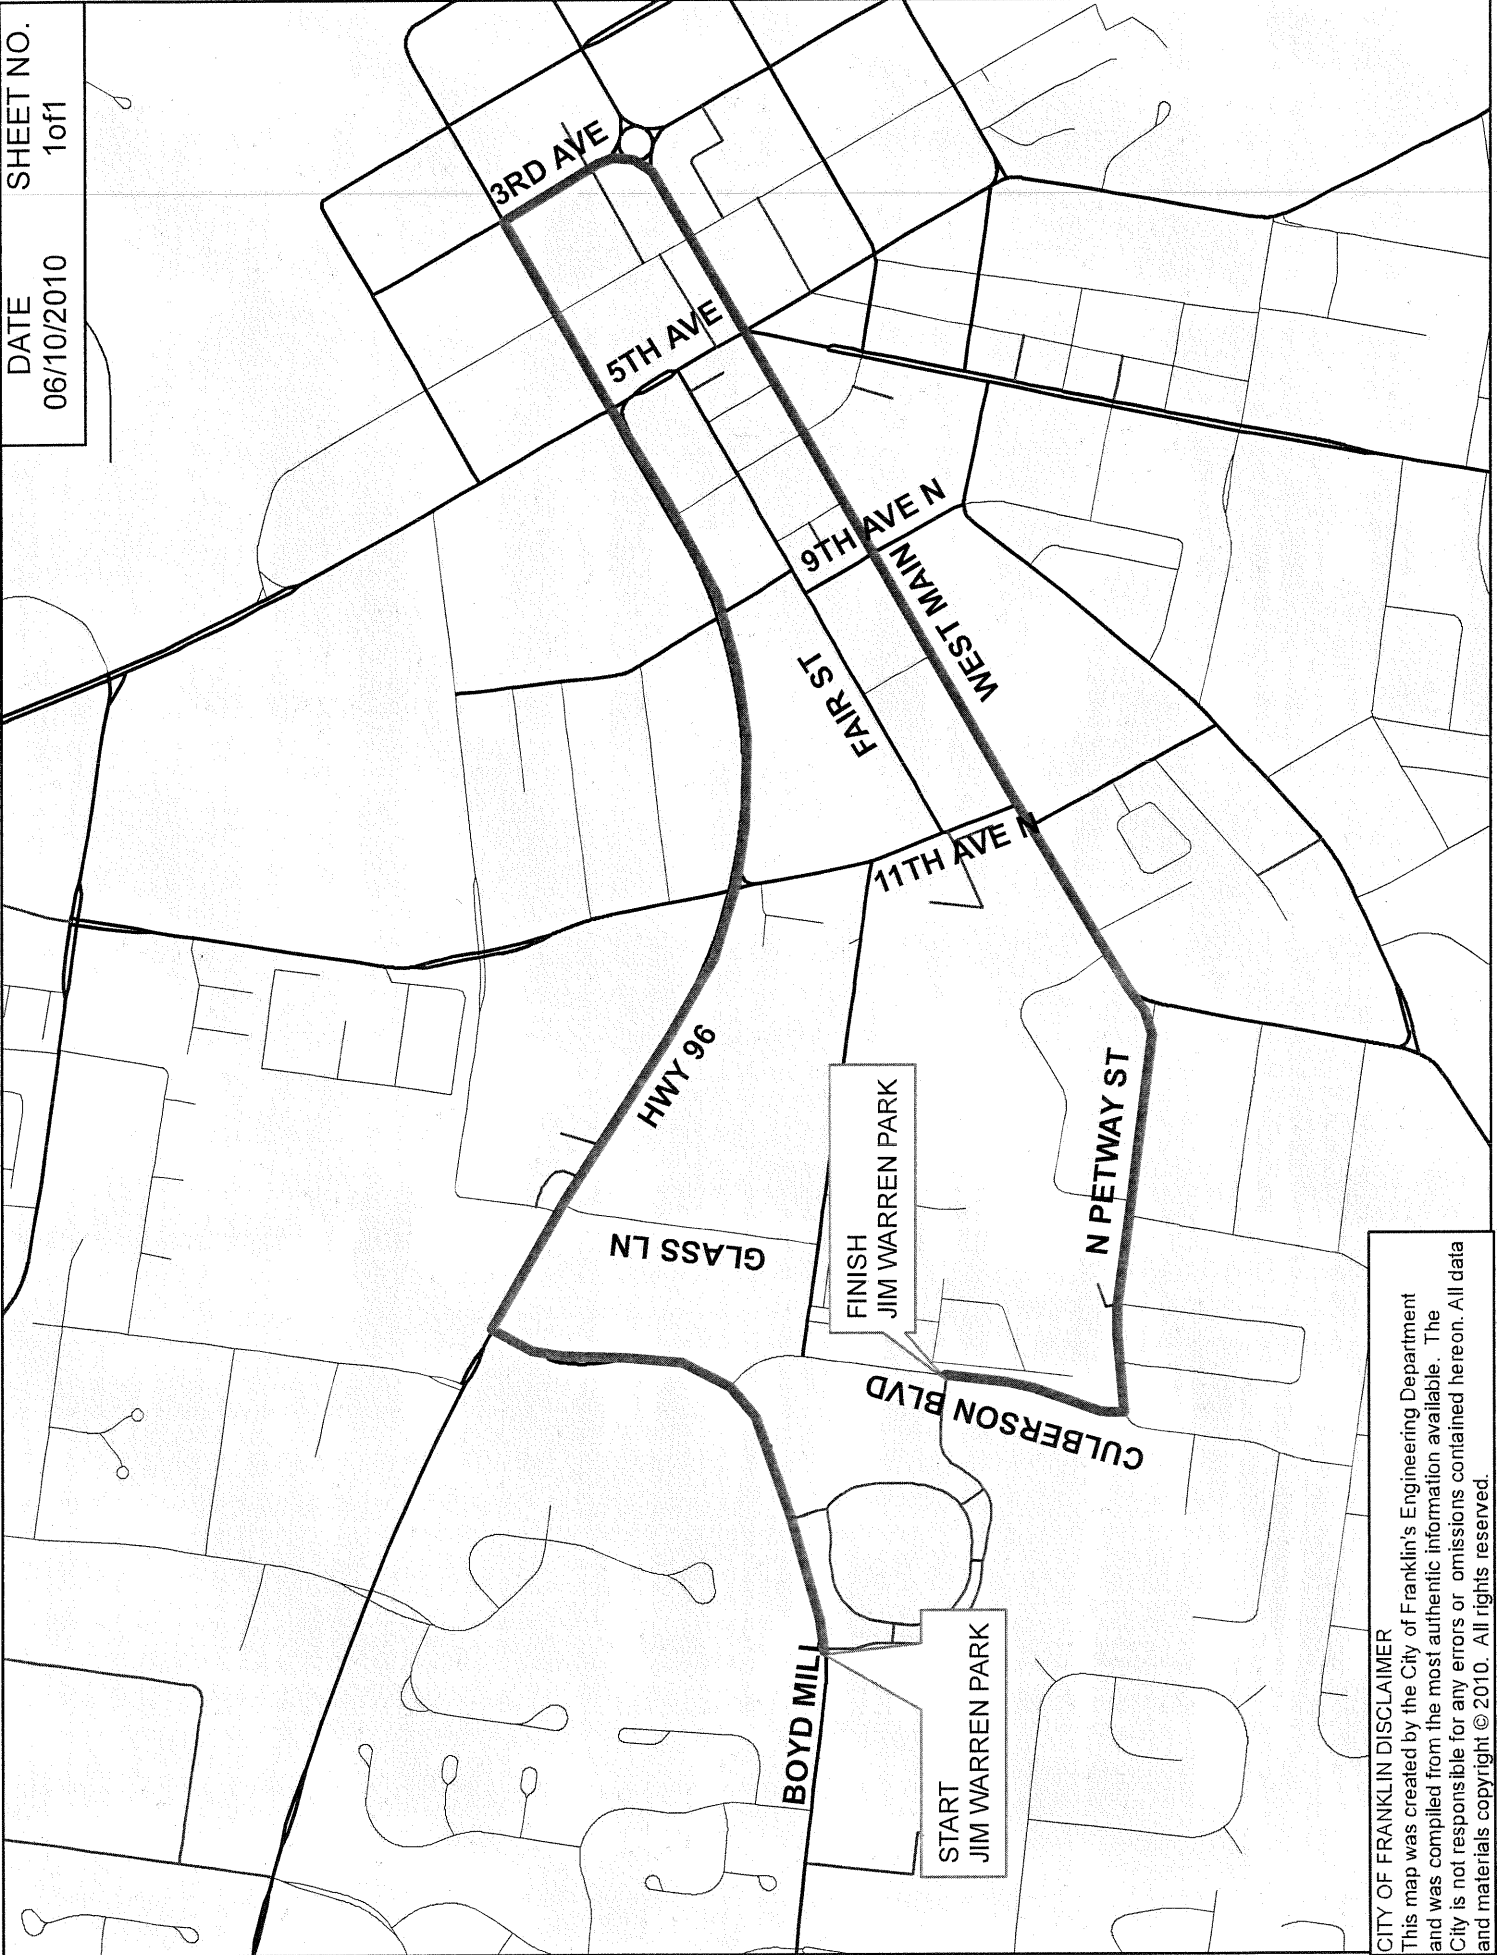 DATE
06/10/2010
SHEET NO.
1of1
3RD AVE
5TH AVE
9TH AVE N
WEST MAIN
FAIR ST
11TH AVE N
HWY 96
GLASS LN
N PETWAY ST
FINISH
JIM WARREN PARK
CULBERSON BLVD
BOYD MILL
START
JIM WARREN PARK
CITY OF FRANKLIN DISCLAIMER
This map was created by the City of Franklin's Engineering Department
and was compiled from the most authentic information available. The
City is not responsible for any errors or omissions contained hereon. All data
and materials copyright © 2010. All rights reserved.